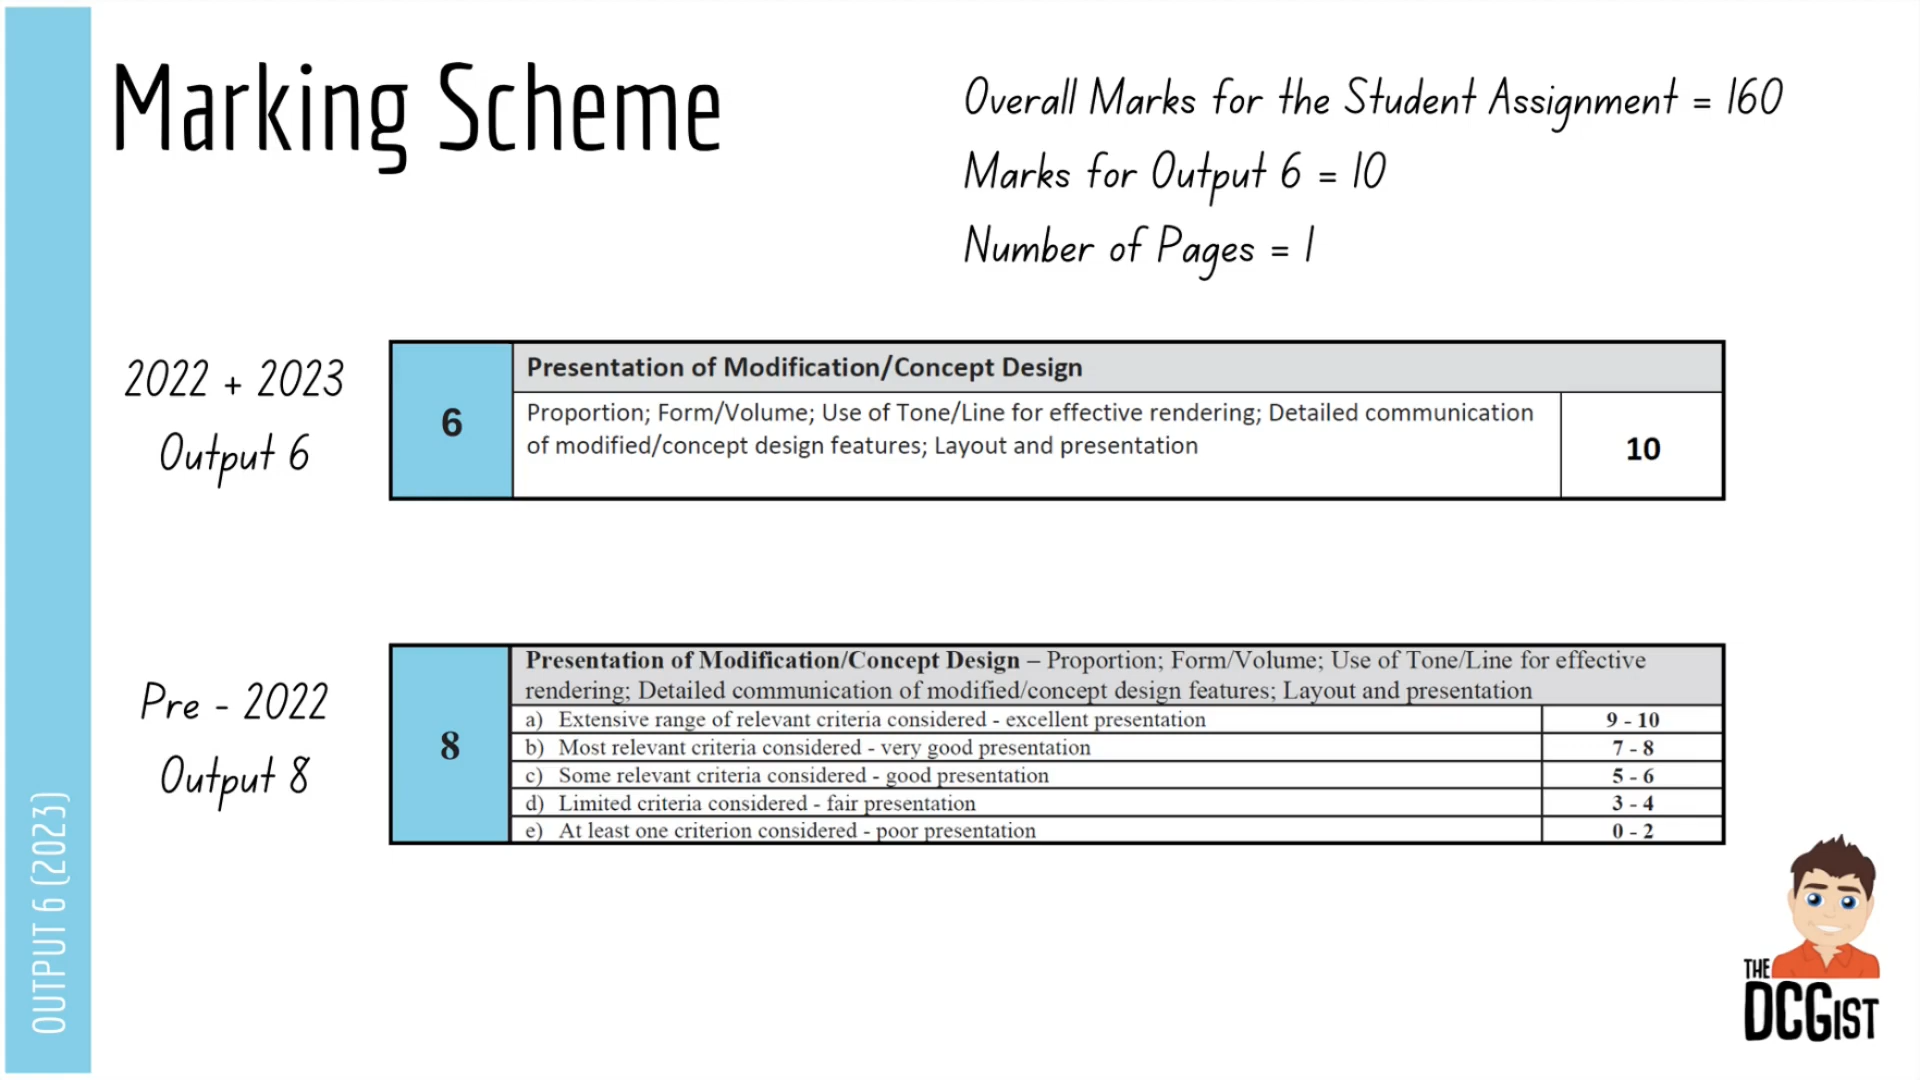 Marking Scheme
Overall Marks for the Student Assignment = 160
Marks for Output 6 = 10
Number of Pages = 1
2022 + 2023
Output 6
6
Presentation of Modification/Concept Design
Proportion; Form/Volume; Use of Tone/Line for effective rendering; Detailed communication
of modified/concept design features; Layout and presentation
10
Pre - 2022
Output 8
8
Presentation of Modification/Concept Design – Proportion; Form/Volume; Use of Tone/Line for effective
rendering; Detailed communication of modified/concept design features; Layout and presentation
a) Extensive range of relevant criteria considered - excellent presentation 9 - 10
b) Most relevant criteria considered - very good presentation 7 - 8
c) Some relevant criteria considered - good presentation 5 - 6
d) Limited criteria considered - fair presentation 3 - 4
e) At least one criterion considered - poor presentation 0 - 2
OUTPUT 6 (2023)
THE
DCGIST